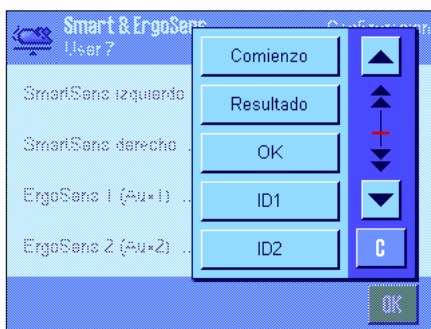 Smart & ErgoSens
User 7
Comienzo
SmartSens izquierdo
Resultado
SmartSens derecho ..
OK
ErgoSens 1 (Aux1) ..
ID1
ErgoSens 2 (Aux2) ..
ID2
C
OK